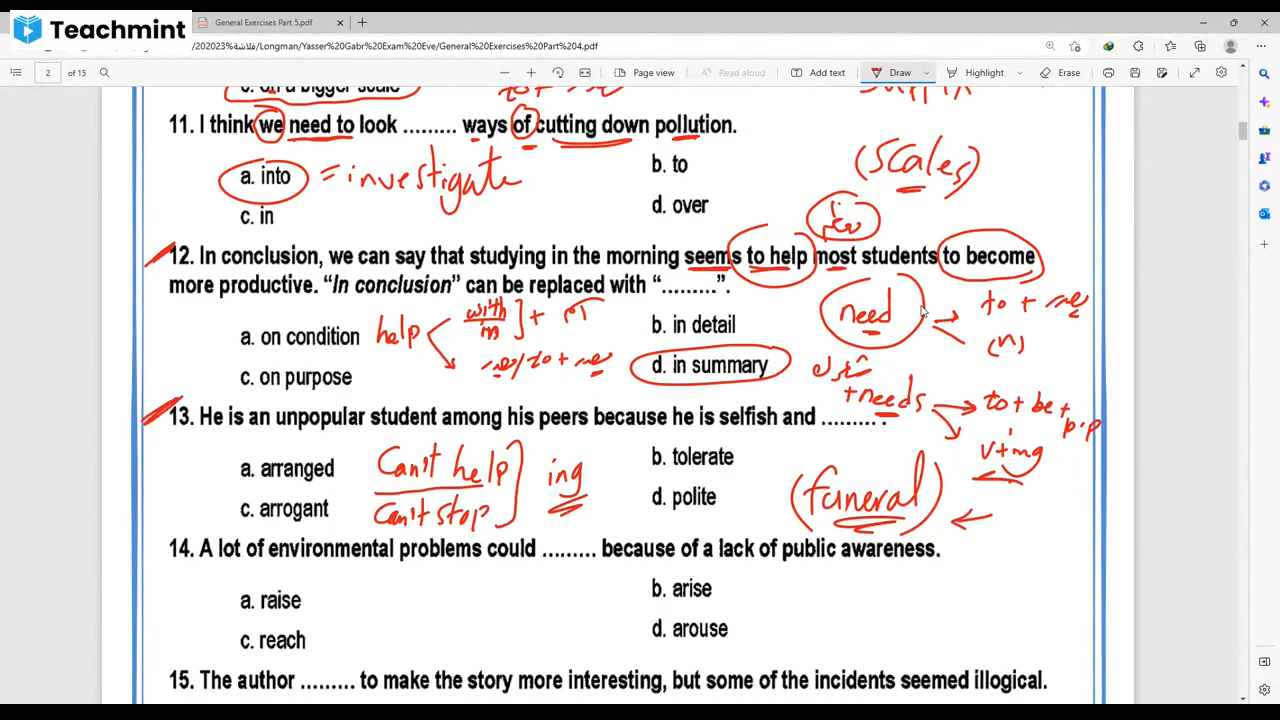 Teachmint
General Exercises Part 5.pdf
/202023%فلاشة/Longman/Yasser%20Gabr%20Exam%20Eve/General%20Exercises%20Part%204.pdf
2 of 15
Page view
Read aloud
Add text
Draw
Highlight
Erase
c. on a bigger scale
11. I think we need to look ......... ways of cutting down pollution.
a. into = investigate
b. to
(scales)
c. in
d. over
12. In conclusion, we can say that studying in the morning seems to help most students to become
more productive. “In conclusion” can be replaced with “.........”.
a. on condition
help
with
in
] +
b. in detail
need
to +
(n)
c. on purpose
d. in summary
+ needs
to + be +
p.p
v+ing
13. He is an unpopular student among his peers because he is selfish and ......... .
a. arranged
Can't help
Can't stop
ing
b. tolerate
c. arrogant
d. polite
(funeral)
14. A lot of environmental problems could ......... because of a lack of public awareness.
a. raise
b. arise
c. reach
d. arouse
15. The author ......... to make the story more interesting, but some of the incidents seemed illogical.